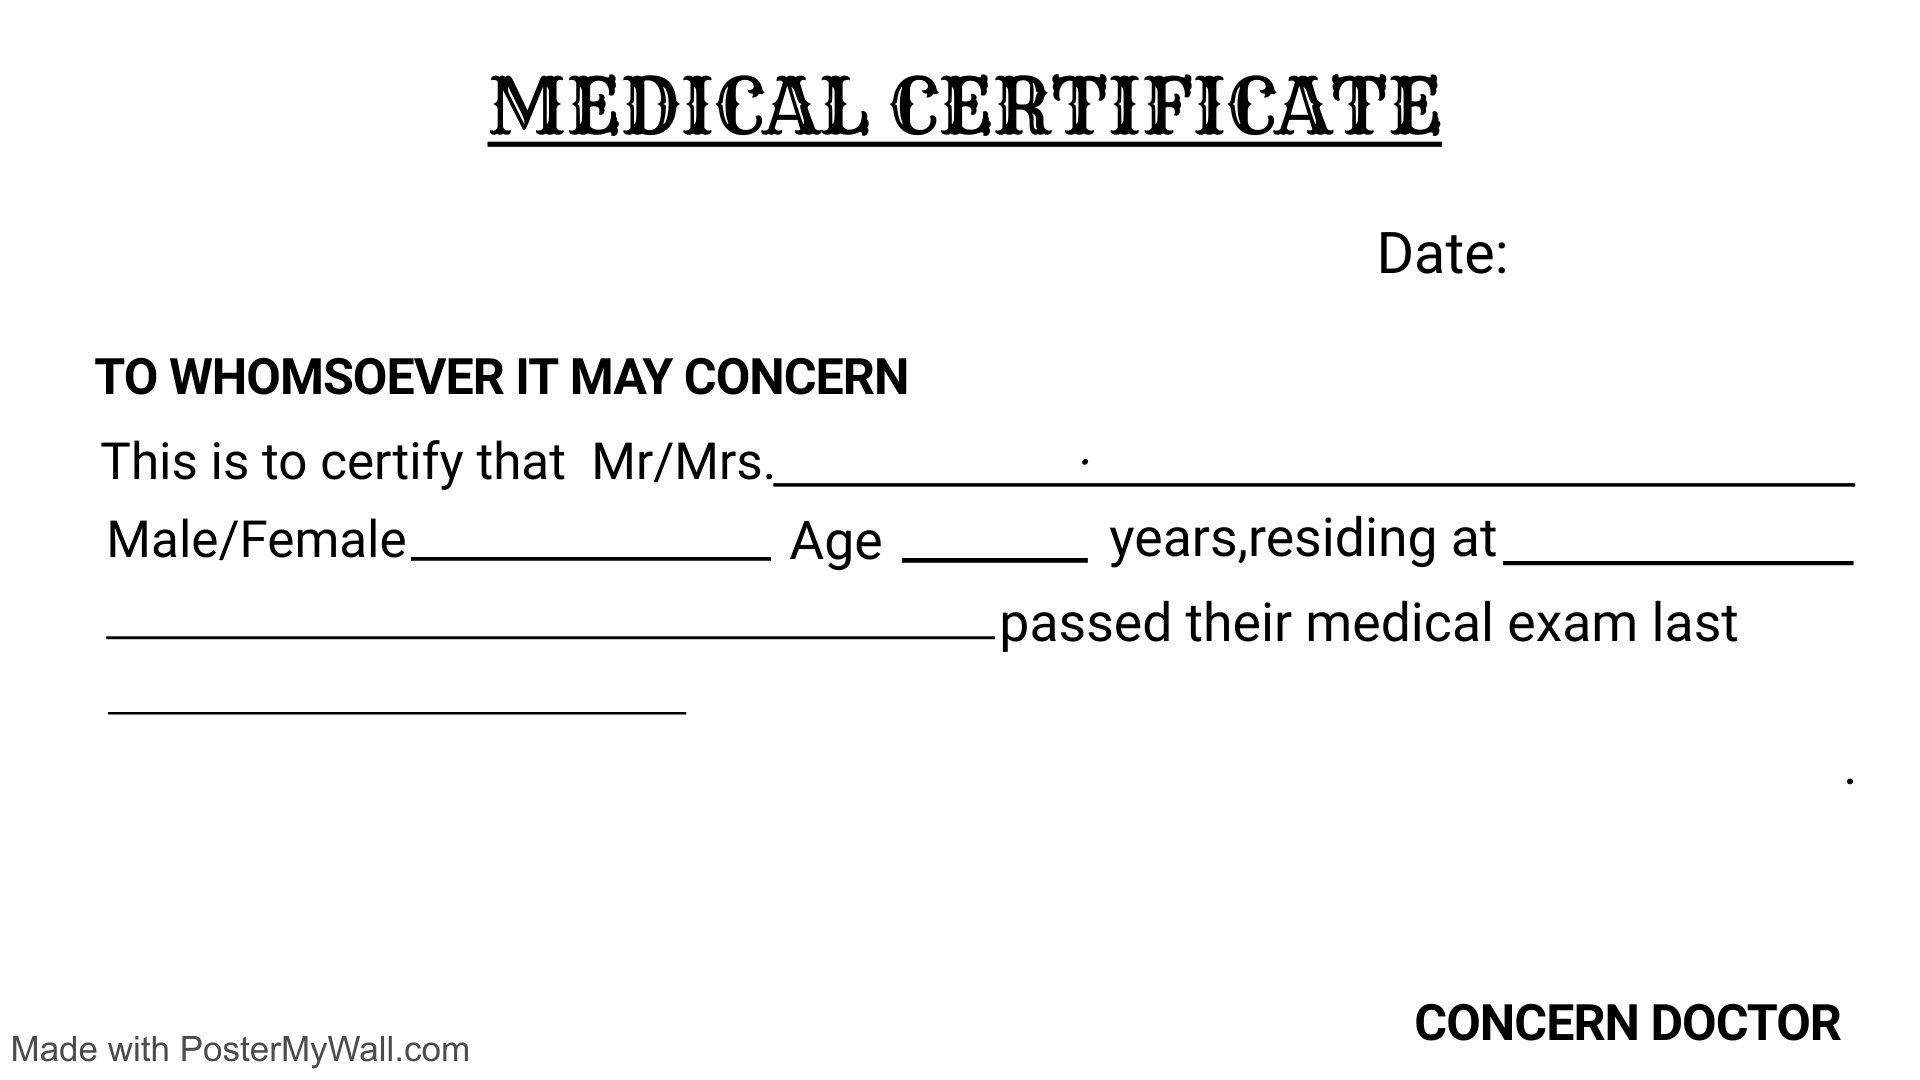 MEDICAL CERTIFICATE
Date:
TO WHOMSOEVER IT MAY CONCERN
This is to certify that Mr/Mrs.
Male/Female Age years,residing at
passed their medical exam last
CONCERN DOCTOR
Made with PosterMyWall.com